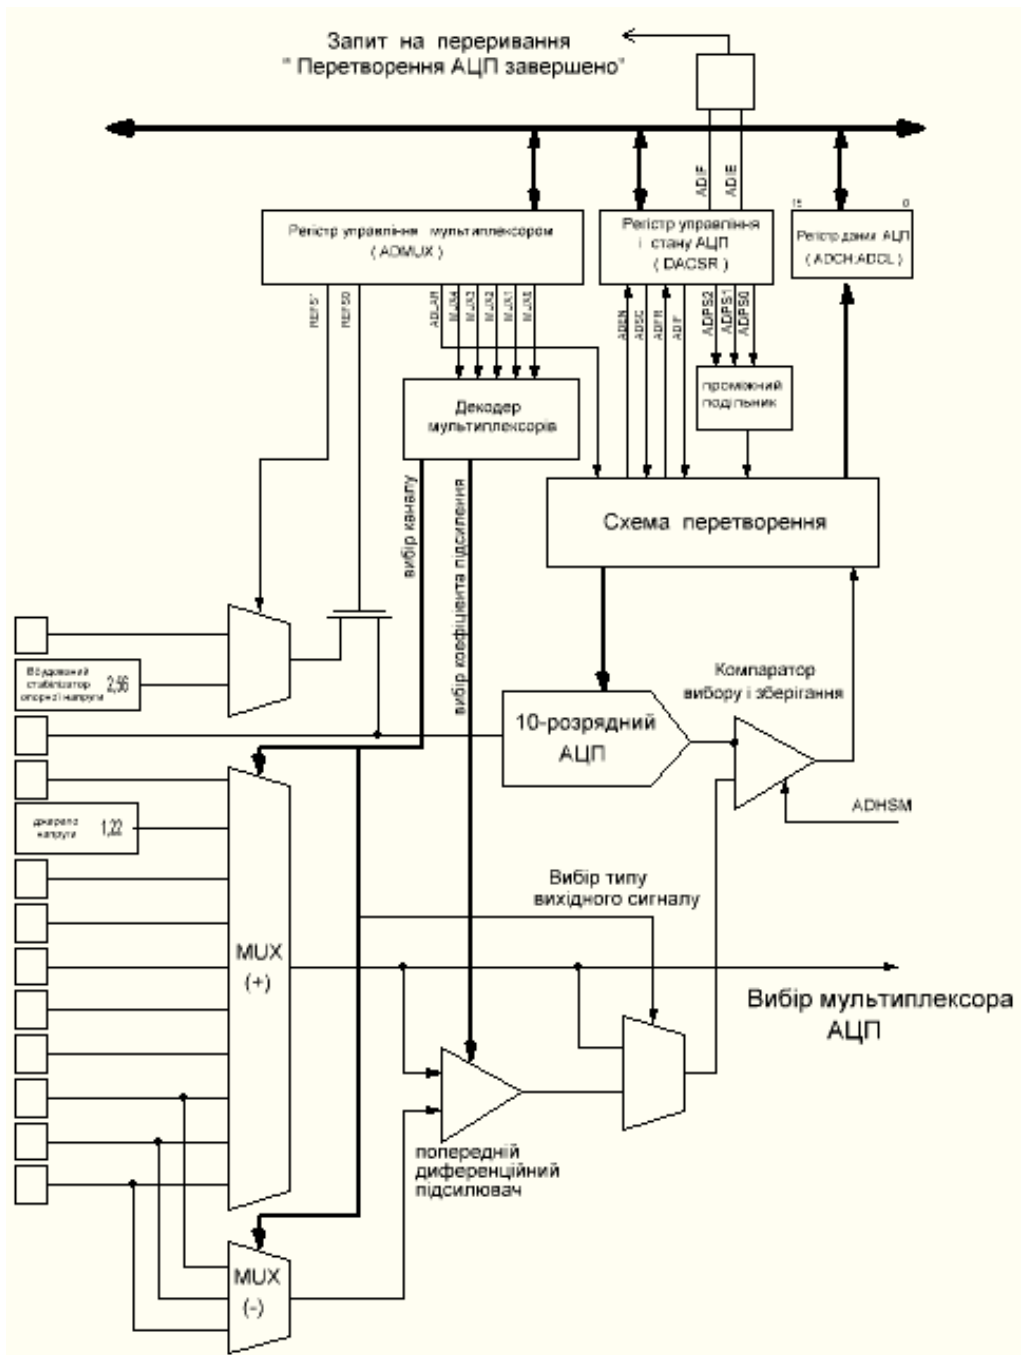 Запит на переривання
" Перетворення АЦП завершено"
ADIF
ADIE
15
0
Регістр управління мультиплексором
( ADMUX )
Регістр управління
і стану АЦП
( DACSR )
Регістр даних АЦП
( ADCH:ADCL )
REFS1
REFS0
ADLAR
MUX4
MUX3
MUX2
MUX1
MUX0
ADEN
ADSC
ADFR
ADIF
ADPS2
ADPS1
ADPS0
Декодер
мультиплексорів
проміжний
подільник
вибір каналу
вибір коефіцієнта підсилення
Схема перетворення
Вбудований
стабілізатор
опорної напруги
2,56
10-розрядний
АЦП
Компаратор
вибору і зберігання
ADHSM
джерело
напруги
1,22
Вибір типу
вихідного сигналу
MUX
(+)
Вибір мультиплексора
АЦП
попередній
диференційний
підсилювач
MUX
(-)